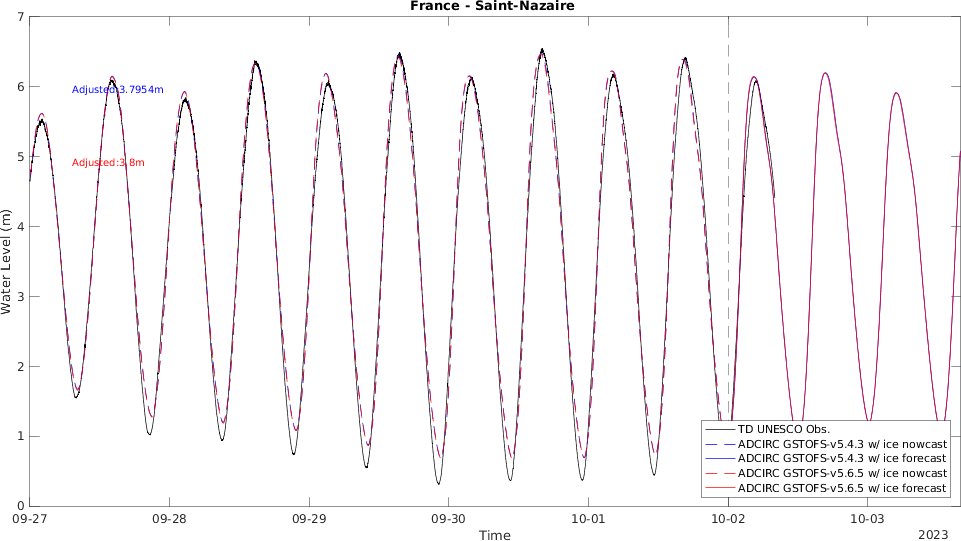 France - Saint-Nazaire
7
6
5
4
3
2
1
0
Water Level (m)
Adjusted:3.7954m
Adjusted:3.8m
TD UNESCO Obs.
ADCIRC GSTOFS-v5.4.3 w/ ice nowcast
ADCIRC GSTOFS-v5.4.3 w/ ice forecast
ADCIRC GSTOFS-v5.6.5 w/ ice nowcast
ADCIRC GSTOFS-v5.6.5 w/ ice forecast
09-27 09-28 09-29 09-30 10-01 10-02 10-03
Time
2023